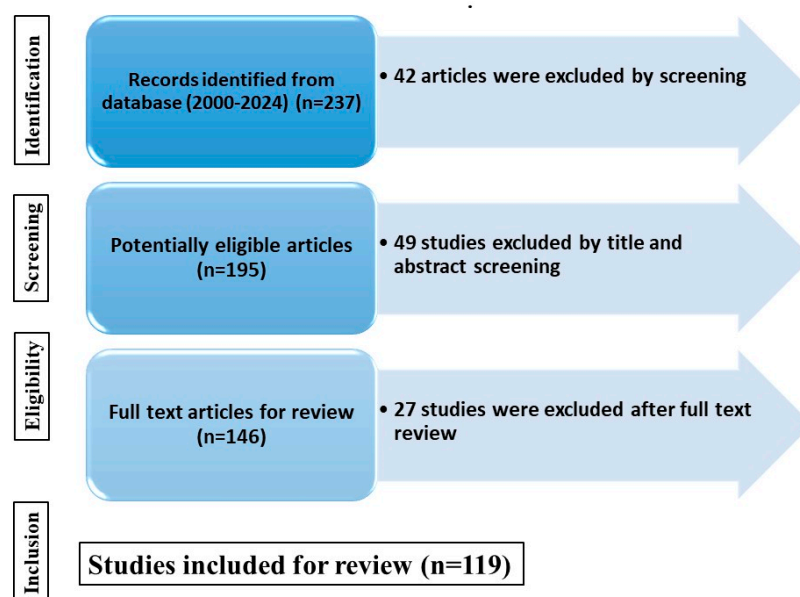 Identification
Records identified from
database (2000-2024) (n=237)
• 42 articles were excluded by screening
Screening
Potentially eligible articles
(n=195)
• 49 studies excluded by title and
abstract screening
Eligibility
Full text articles for review
(n=146)
• 27 studies were excluded after full text
review
Inclusion
Studies included for review (n=119)